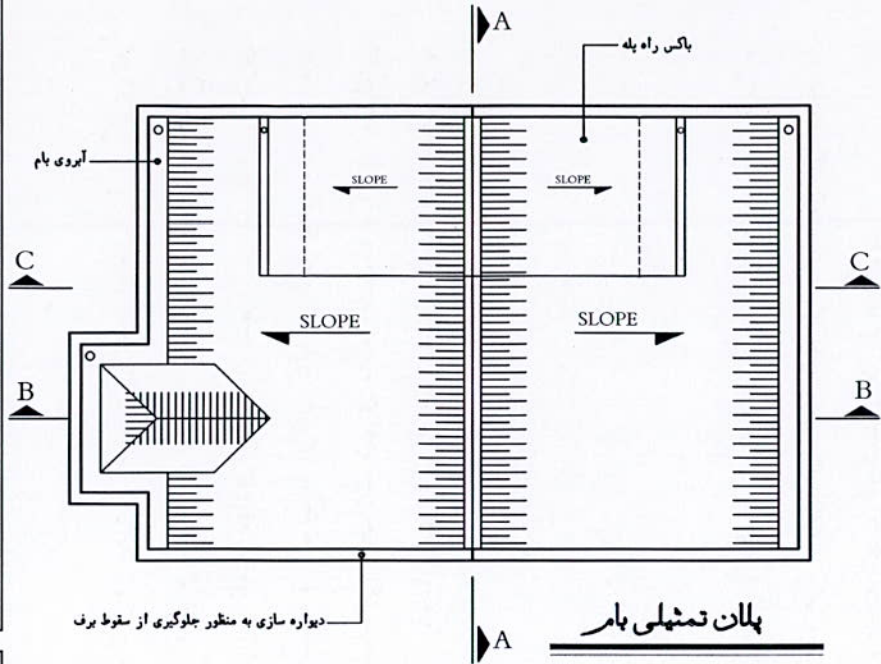 A
باکس راه پله
آبروی بام
SLOPE
SLOPE
C
C
SLOPE
SLOPE
B
B
دیواره سازی به منظور جلوگیری از سقوط برف
A
پلان تمثیلی بام